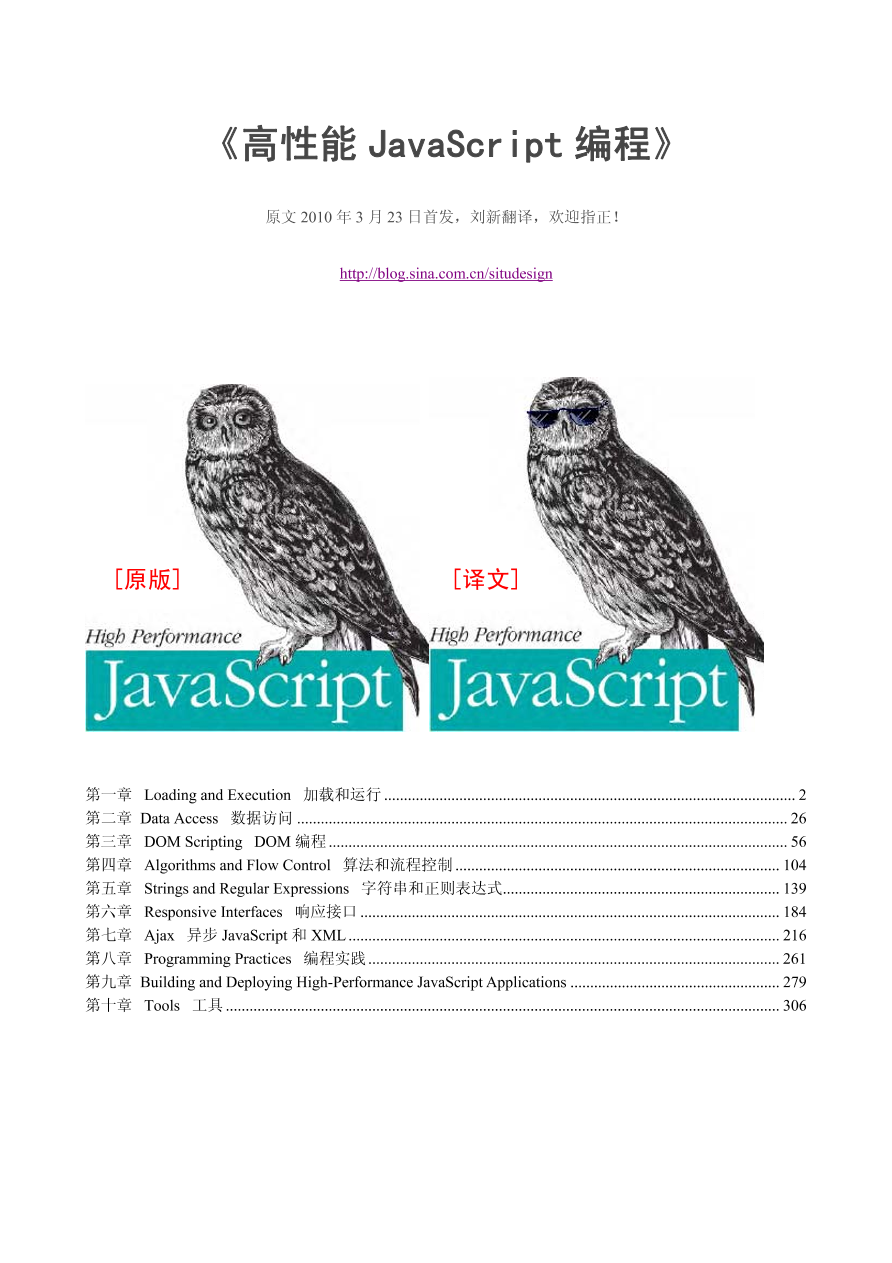 《高性能 JavaScript 编程》
原文 2010 年 3 月 23 日首发，刘新翻译，欢迎指正！
http://blog.sina.com.cn/situdesign
[原版]
High Performance
JavaScript
[译文]
High Performance
JavaScript
第一章 Loading and Execution 加载和运行 ........................................ 2
第二章 Data Access 数据访问 ........................................ 26
第三章 DOM Scripting DOM 编程 ........................................ 56
第四章 Algorithms and Flow Control 算法和流程控制 ........................................ 104
第五章 Strings and Regular Expressions 字符串和正则表达式 ........................................ 139
第六章 Responsive Interfaces 响应接口 ........................................ 184
第七章 Ajax 异步 JavaScript 和 XML ........................................ 216
第八章 Programming Practices 编程实践 ........................................ 261
第九章 Building and Deploying High-Performance JavaScript Applications ........................................ 279
第十章 Tools 工具 ........................................ 306